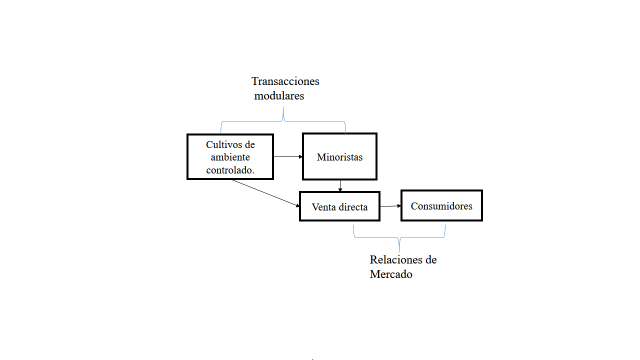 Transacciones
modulares
Cultivos de
ambiente
controlado.
Minoristas
Venta directa
Consumidores
Relaciones de
Mercado